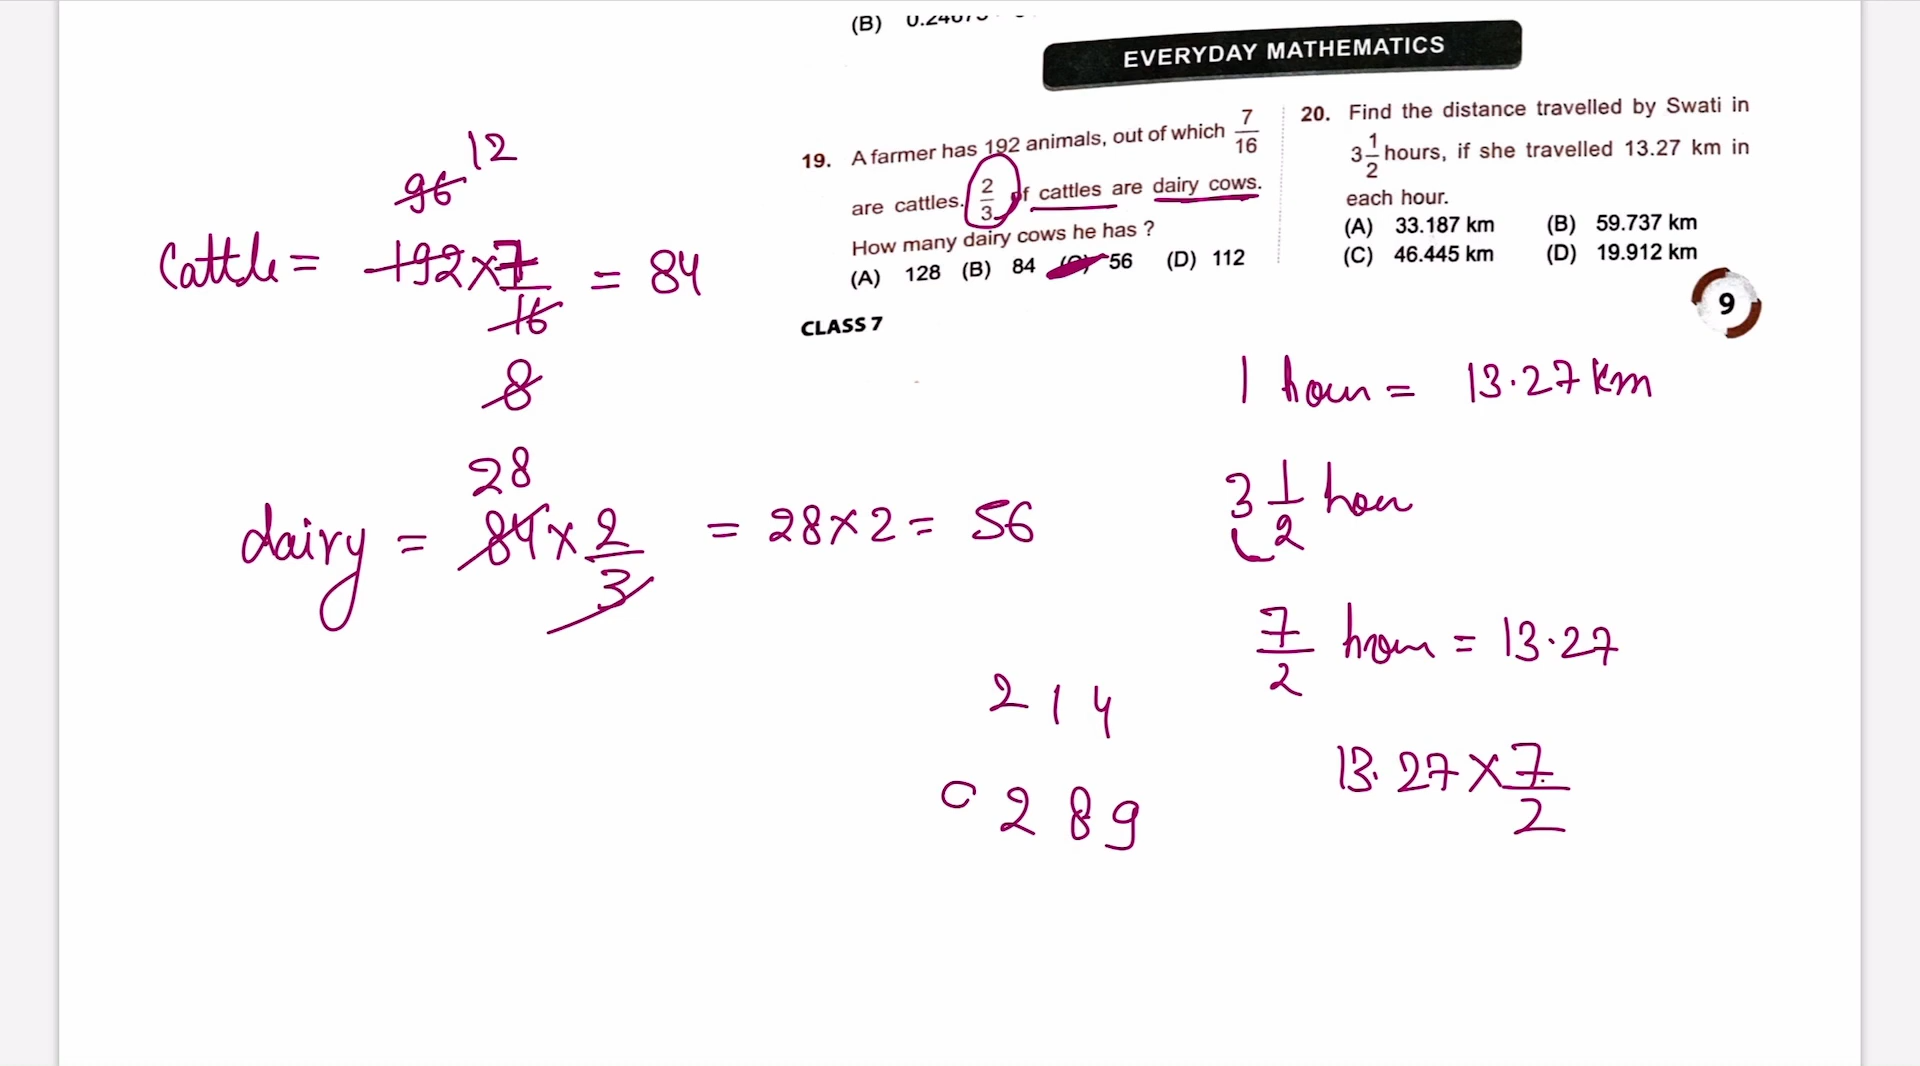 (B)
EVERYDAY MATHEMATICS
19. A farmer has 192 animals, out of which 7/16
are cattles. 2/3 of cattles are dairy cows.
How many dairy cows he has ?
(A) 128 (B) 84 (C) 56 (D) 112
CLASS 7
20. Find the distance travelled by Swati in
3 1/2 hours, if she travelled 13.27 km in
each hour.
(A) 33.187 km (B) 59.737 km
(C) 46.445 km (D) 19.912 km
9
12
96
Cattle = 192 × 7/16 = 84
8
28
dairy = 84 × 2/3 = 28 × 2 = 56
1 hour = 13.27 km
3 1/2 hour
7/2 hour = 13.27
13.27 × 7/2
2 1 4
0 2 8 9